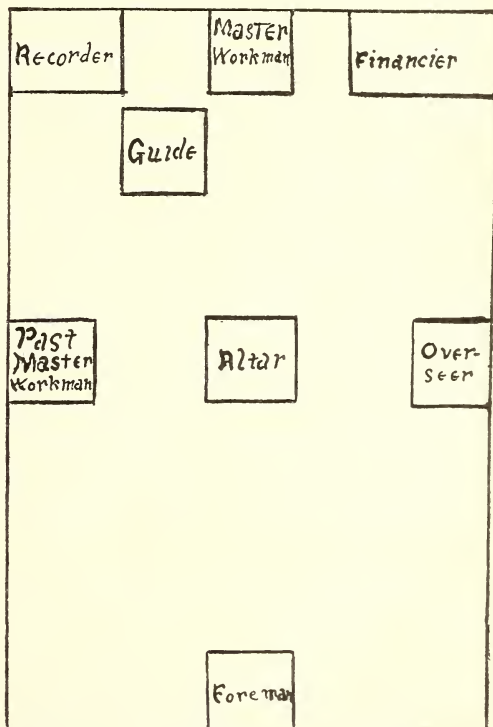 Recorder
Master
Workman
Financier
Guide
Past
Master
Workman
Altar
Over-
seer
Foreman